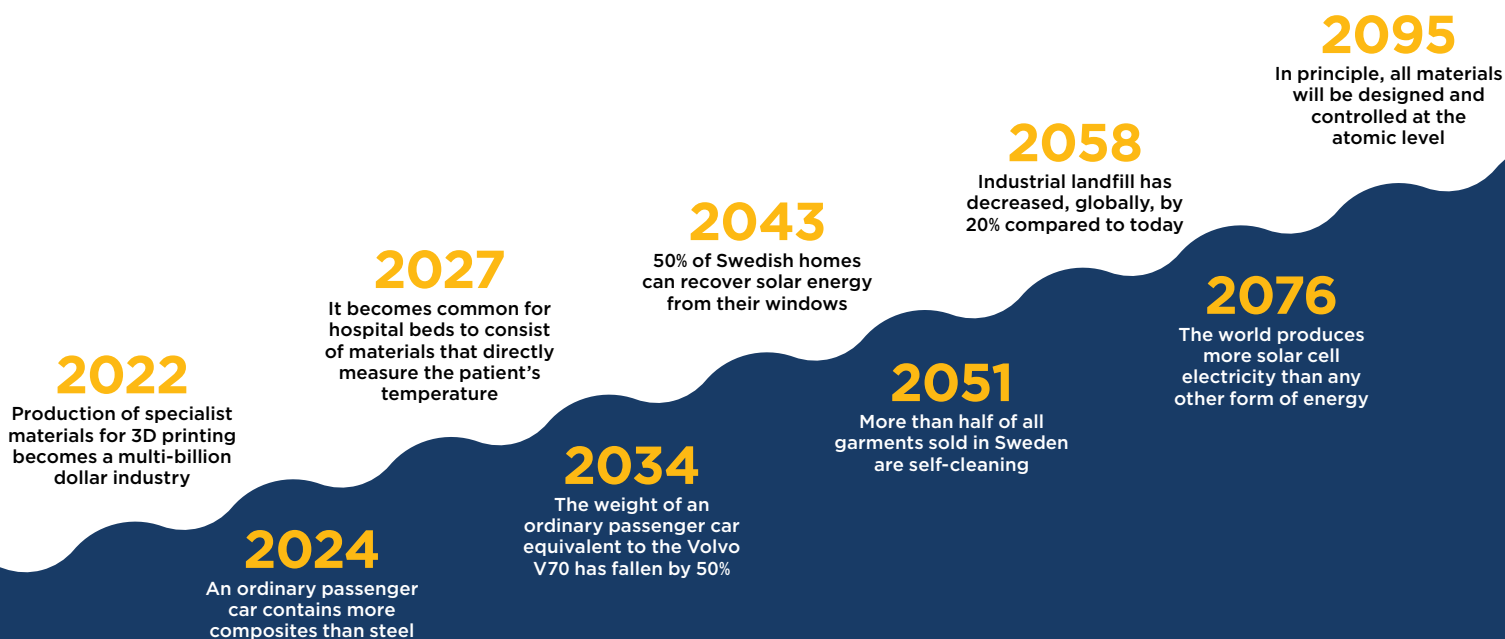 2022
Production of specialist
materials for 3D printing
becomes a multi-billion
dollar industry
2024
An ordinary passenger
car contains more
composites than steel
2027
It becomes common for
hospital beds to consist
of materials that directly
measure the patient’s
temperature
2034
The weight of an
ordinary passenger car
equivalent to the Volvo
V70 has fallen by 50%
2043
50% of Swedish homes
can recover solar energy
from their windows
2051
More than half of all
garments sold in Sweden
are self-cleaning
2058
Industrial landfill has
decreased, globally, by
20% compared to today
2076
The world produces
more solar cell
electricity than any
other form of energy
2095
In principle, all materials
will be designed and
controlled at the
atomic level